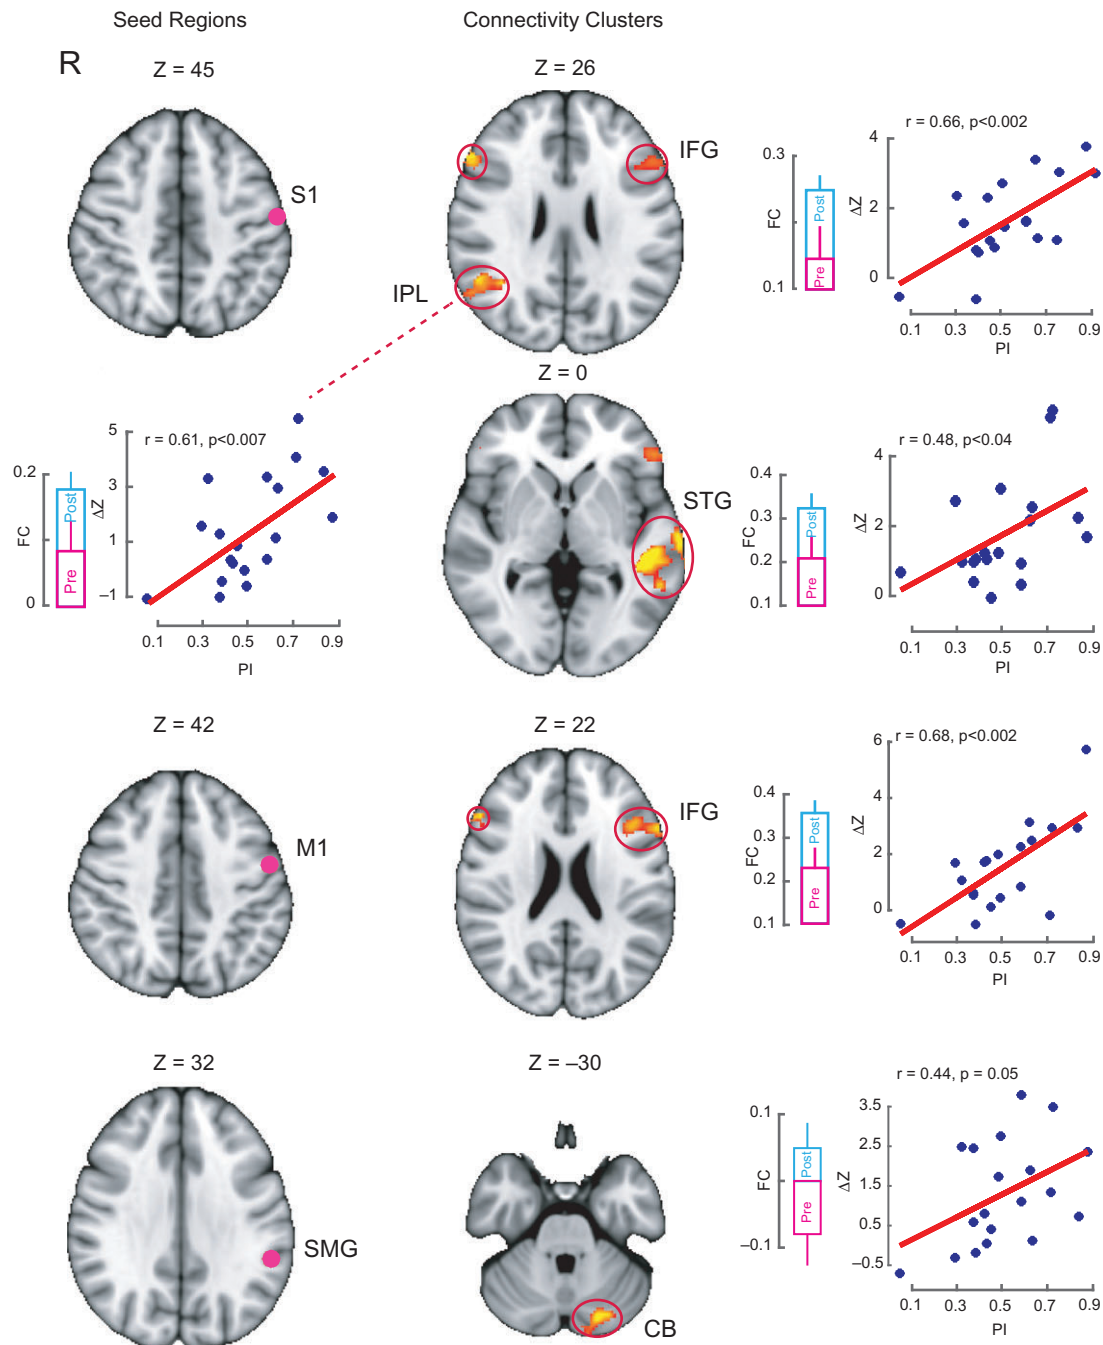 Seed Regions
Connectivity Clusters
R
Z = 45
Z = 26
S1
IFG
IPL
0.3
FC
0.1
Post
Pre
r = 0.66, p<0.002
4
ΔZ
2
0
0.1 0.3 0.5 0.7 0.9
PI
Z = 0
0.2
FC
0
Post
Pre
r = 0.61, p<0.007
5
ΔZ
3
1
–1
0.1 0.3 0.5 0.7 0.9
PI
STG
0.4
0.3
FC
0.2
0.1
Post
Pre
r = 0.48, p<0.04
4
ΔZ
2
0
0.1 0.3 0.5 0.7 0.9
PI
Z = 42
Z = 22
M1
IFG
0.4
0.3
FC
0.2
0.1
Post
Pre
r = 0.68, p<0.002
6
ΔZ
4
2
0
0.1 0.3 0.5 0.7 0.9
PI
Z = 32
Z = –30
SMG
CB
0.1
FC
–0.1
Post
Pre
r = 0.44, p = 0.05
3.5
2.5
ΔZ
1.5
0.5
–0.5
0.1 0.3 0.5 0.7 0.9
PI